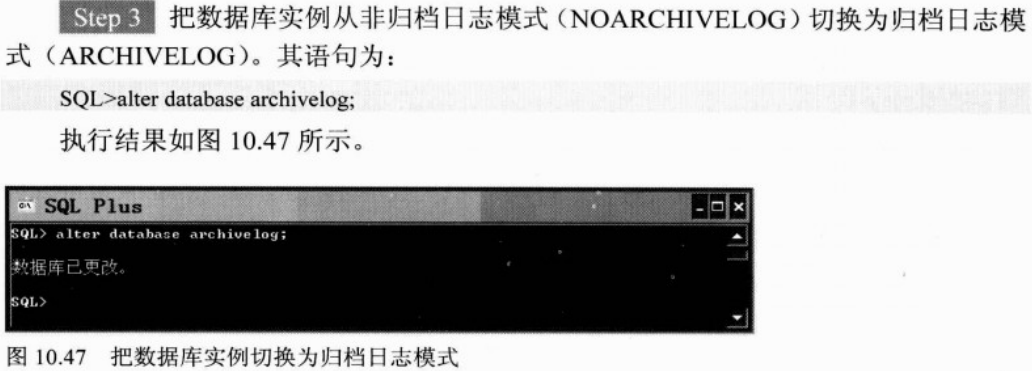 Step 3 把数据库实例从非归档日志模式（NOARCHIVELOG）切换为归档日志模
式（ARCHIVELOG）。其语句为：
SQL>alter database archivelog;
执行结果如图 10.47 所示。
SQL Plus
SQL> alter database archivelog;
数据库已更改。
SQL>
图 10.47 把数据库实例切换为归档日志模式